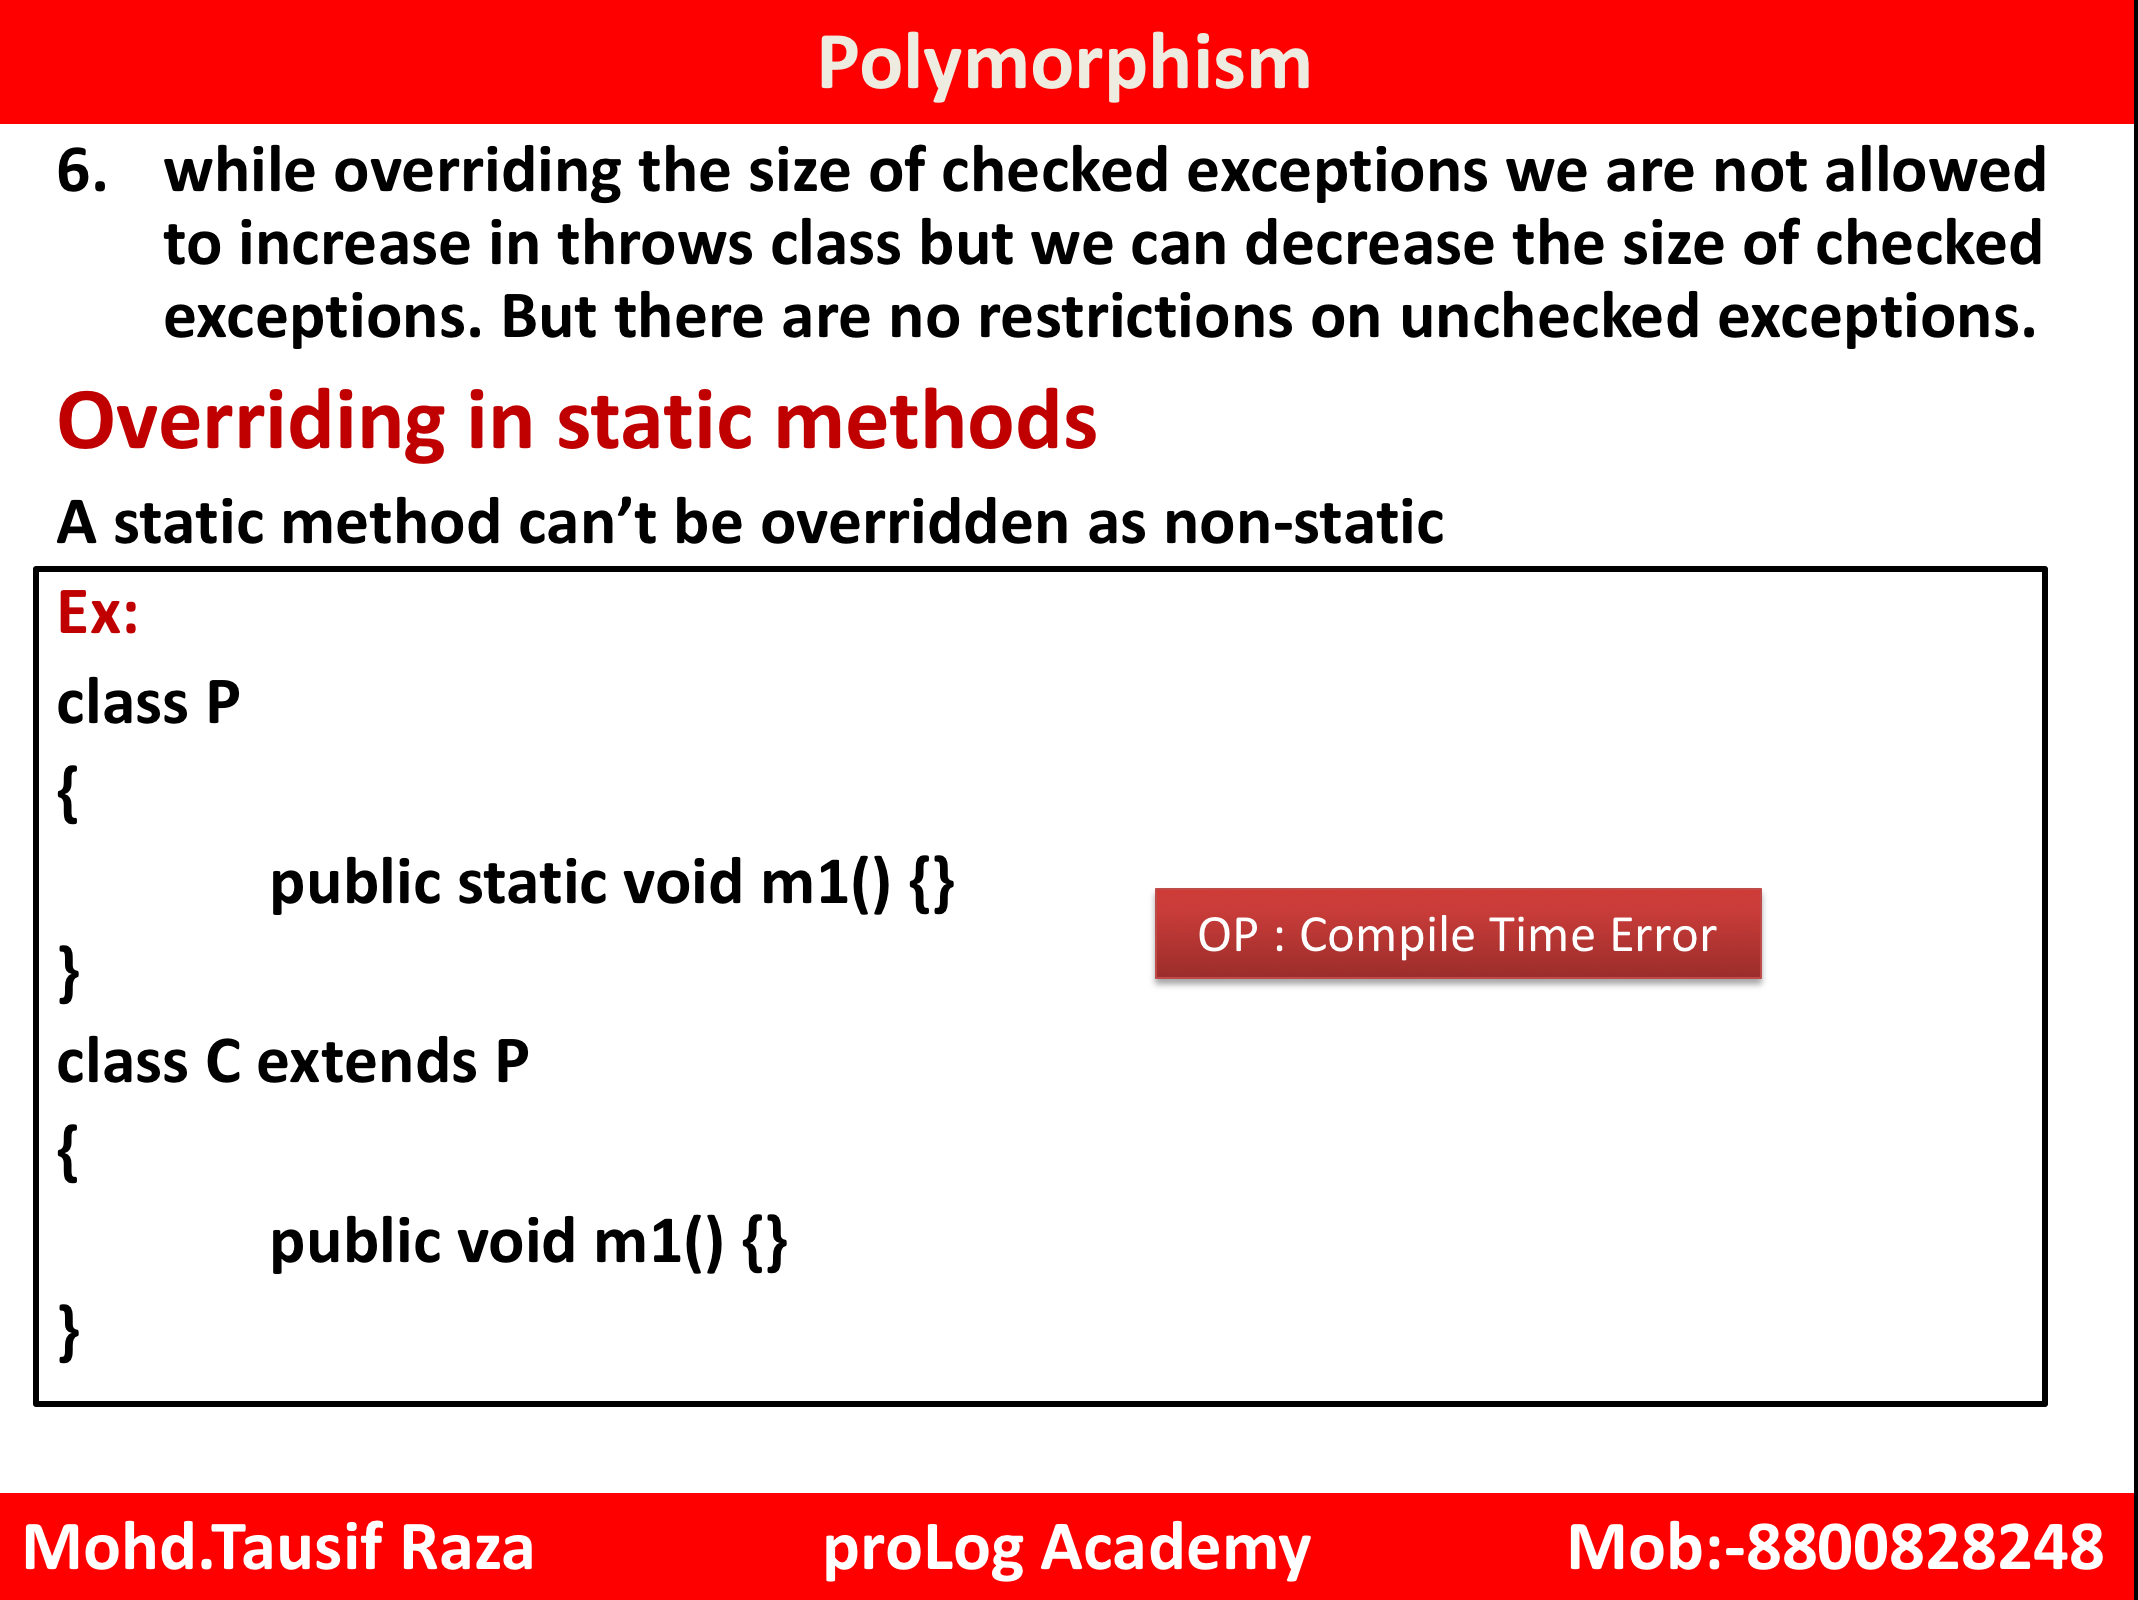 Polymorphism
6. while overriding the size of checked exceptions we are not allowed
to increase in throws class but we can decrease the size of checked
exceptions. But there are no restrictions on unchecked exceptions.
Overriding in static methods
A static method can’t be overridden as non-static
Ex:
class P
{
public static void m1() {}
OP : Compile Time Error
}
class C extends P
{
public void m1() {}
}
Mohd.Tausif Raza proLog Academy Mob:-8800828248